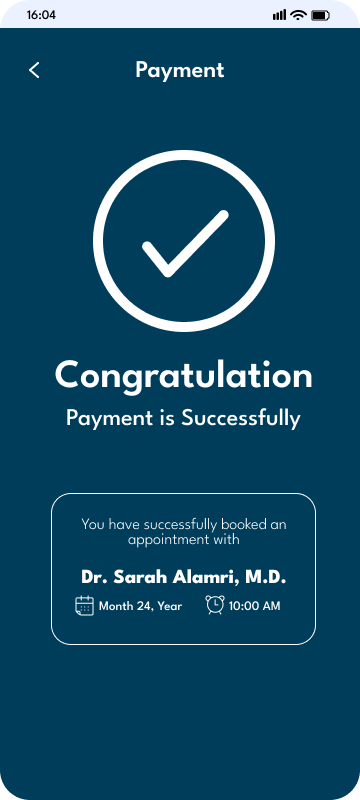 16:04
Payment
Congratulation
Payment is Successfully
You have successfully booked an
appointment with
Dr. Sarah Alamri, M.D.
Month 24, Year 10:00 AM